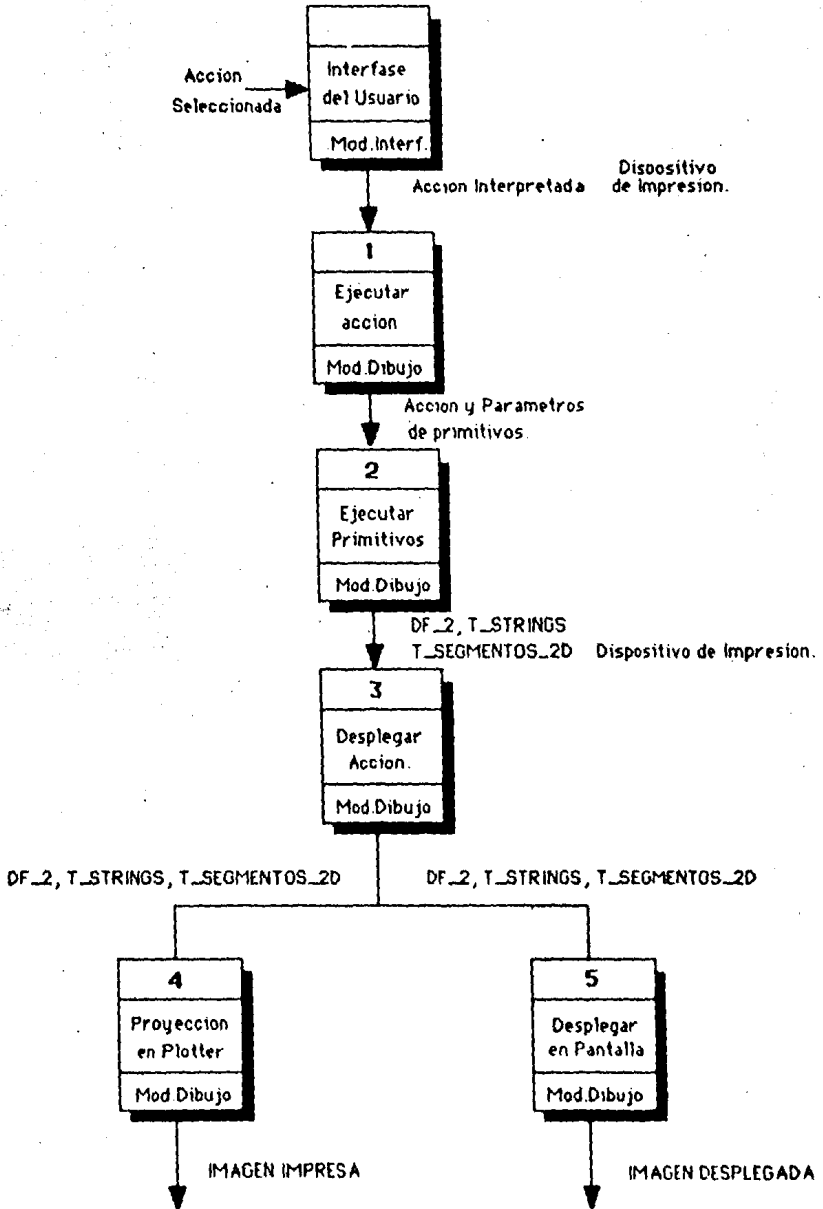 Accion
Seleccionada
Interfase
del Usuario
Mod.Interf.
Accion Interpretada
Disoositivo
de Impresion.
1
Ejecutar
accion
Mod.Dibujo
Accion y Parametros
de primitivos.
2
Ejecutar
Primitivos
Mod.Dibujo
DF_2, T_STRINGS
T_SEGMENTOS_2D Dispositivo de Impresion.
3
Desplegar
Accion.
Mod.Dibujo
DF_2, T_STRINGS, T_SEGMENTOS_2D
DF_2, T_STRINGS, T_SEGMENTOS_2D
4
Proyeccion
en Plotter
Mod.Dibujo
5
Desplegar
en Pantalla
Mod.Dibujo
IMAGEN IMPRESA
IMAGEN DESPLEGADA